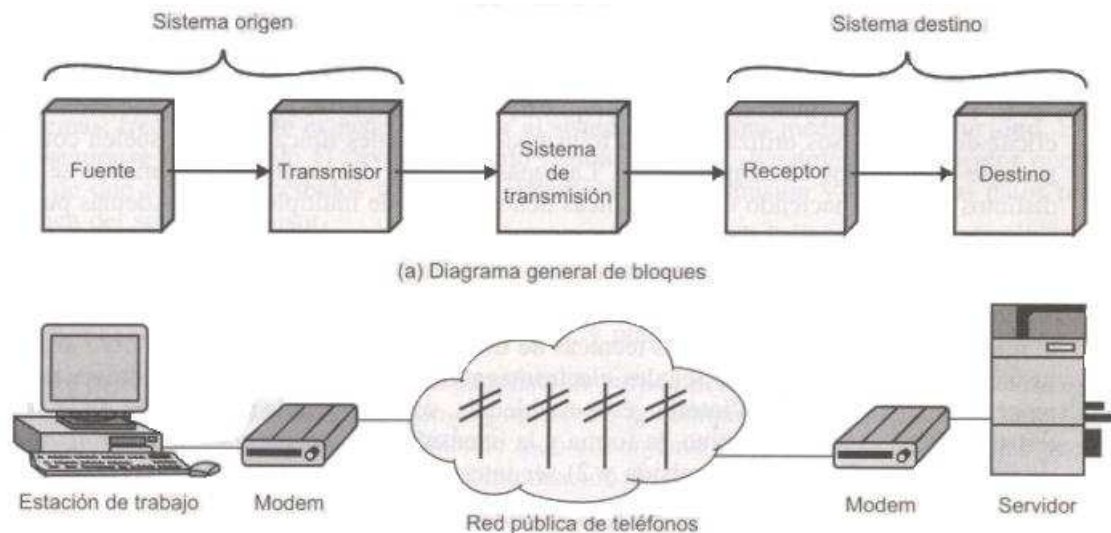 Sistema origen
Sistema destino
Fuente
Transmisor
Sistema
de
transmisión
Receptor
Destino
(a) Diagrama general de bloques
Estación de trabajo
Modem
Red pública de teléfonos
Modem
Servidor